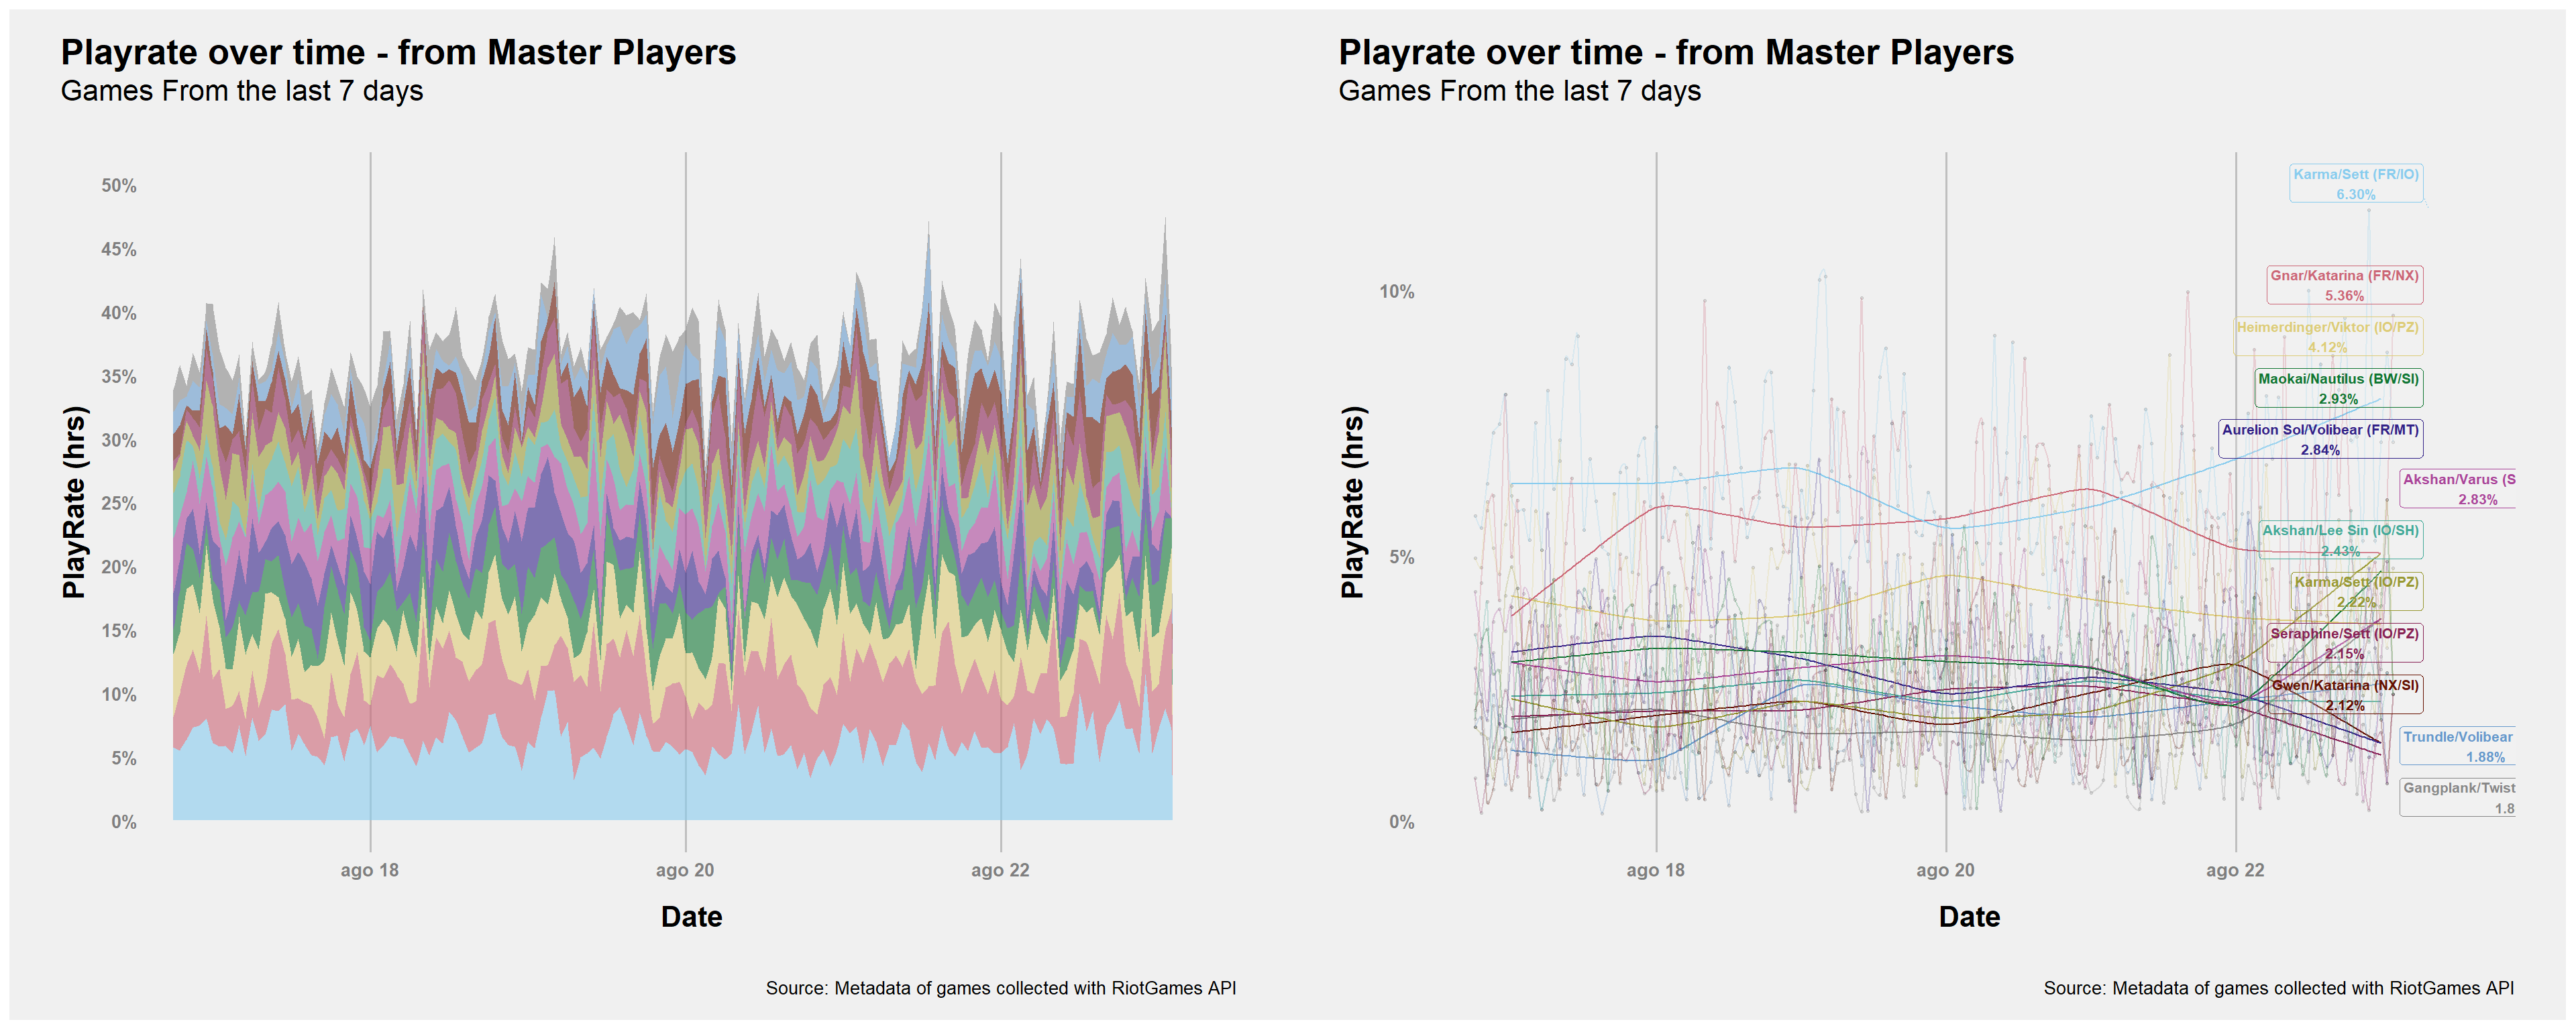 Playrate over time - from Master Players
Games From the last 7 days
PlayRate (hrs)
50%
45%
40%
35%
30%
25%
20%
15%
10%
5%
0%
ago 18
ago 20
ago 22
Date
Source: Metadata of games collected with RiotGames API
Playrate over time - from Master Players
Games From the last 7 days
PlayRate (hrs)
10%
5%
0%
Karma/Sett (FR/IO)
6.30%
Gnar/Katarina (FR/NX)
5.36%
Heimerdinger/Viktor (IO/PZ)
4.12%
Maokai/Nautilus (BW/SI)
2.93%
Aurelion Sol/Volibear (FR/MT)
2.84%
Akshan/Varus (S
2.83%
Akshan/Lee Sin (IO/SH)
2.43%
Karma/Sett (IO/PZ)
2.22%
Seraphine/Sett (IO/PZ)
2.15%
Gwen/Katarina (NX/SI)
2.12%
Trundle/Volibear
1.88%
Gangplank/Twist
1.8
ago 18
ago 20
ago 22
Date
Source: Metadata of games collected with RiotGames API